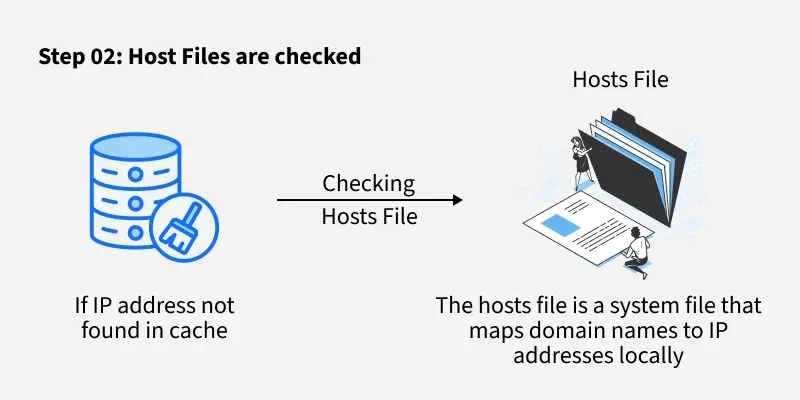 Step 02: Host Files are checked
Hosts File
Checking
Hosts File
If IP address not
found in cache
The hosts file is a system file that
maps domain names to IP
addresses locally